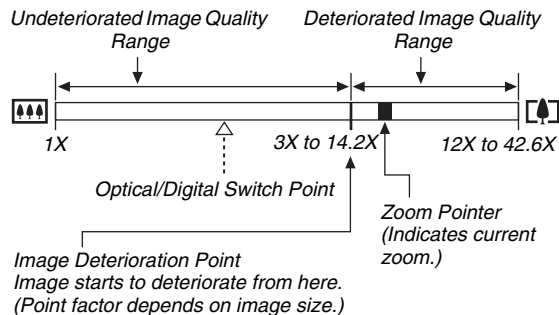 Undeteriorated Image Quality
Range
Deteriorated Image Quality
Range
1X
3X to 14.2X
12X to 42.6X
Optical/Digital Switch Point
Zoom Pointer
(Indicates current
zoom.)
Image Deterioration Point
Image starts to deteriorate from here.
(Point factor depends on image size.)